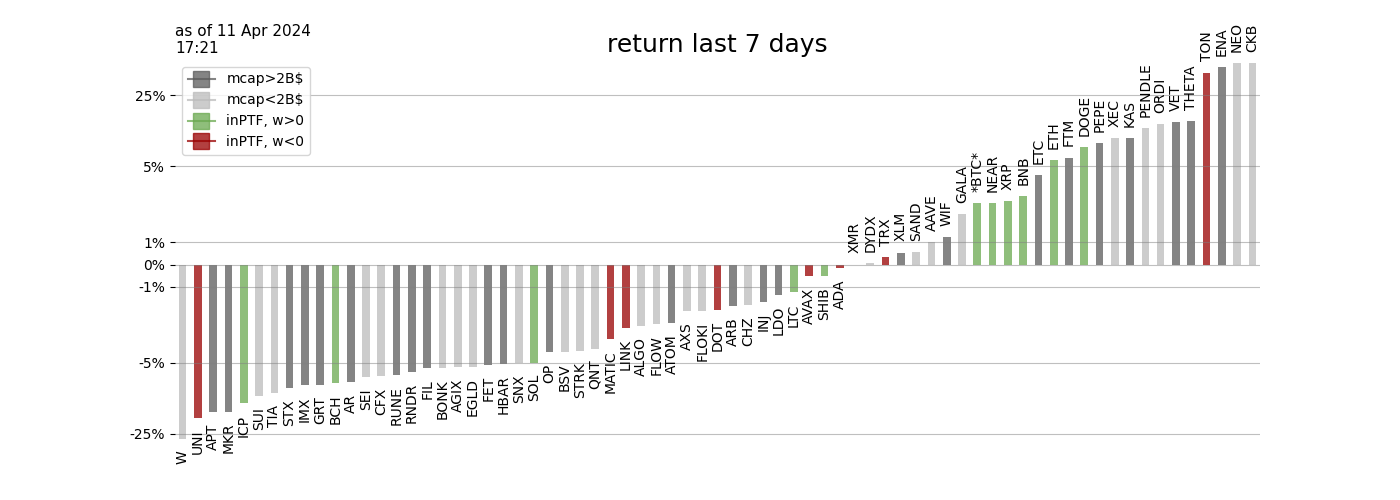 as of 11 Apr 2024
17:21
return last 7 days
mcap>2B$
mcap<2B$
inPTF, w>0
inPTF, w<0
25%
5%
1%
0%
-1%
-5%
-25%
W
UNI
APT
MKR
ICP
SUI
TIA
STX
IMX
GRT
BCH
AR
SEI
CFX
RUNE
RNDR
FIL
BONK
AGIX
EGLD
FET
HBAR
SNX
SOL
OP
BSV
STRK
QNT
MATIC
LINK
ALGO
FLOW
ATOM
AXS
FLOKI
DOT
ARB
CHZ
INJ
LDO
LTC
AVAX
SHIB
ADA
XMR
DYDX
TRX
XLM
SAND
AAVE
WIF
GALA
*BTC*
NEAR
XRP
BNB
ETC
ETH
FTM
DOGE
PEPE
XEC
KAS
PENDLE
ORDI
VET
THETA
TON
ENA
NEO
CKB